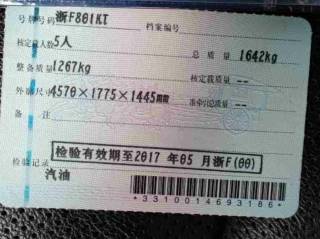 号牌号码 浙F801KT 档案编号
核定载人数 5人 总质量 1642kg
整备质量 1267kg 核定载质量 --
外廓尺寸 4570×1775×1445mm 准牵引总质量 --
备注
检验有效期至2017年05月浙F(00)
检验记录
汽油
*3310014693186*